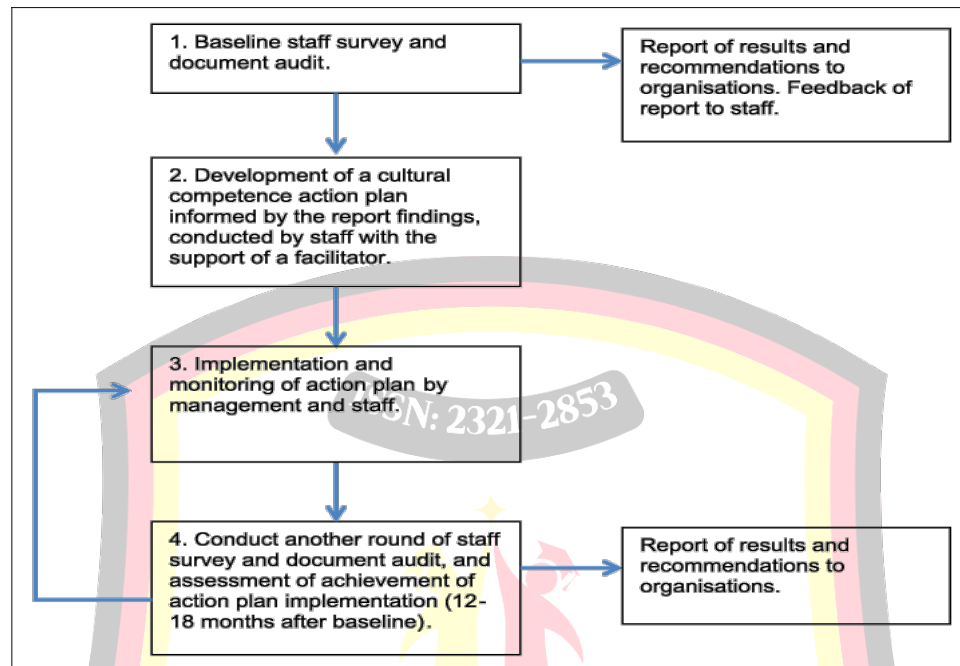 1. Baseline staff survey and
document audit.
Report of results and
recommendations to
organisations. Feedback of
report to staff.
2. Development of a cultural
competence action plan
informed by the report findings,
conducted by staff with the
support of a facilitator.
3. Implementation and
monitoring of action plan by
management and staff.
ISSN: 2321-2853
4. Conduct another round of staff
survey and document audit, and
assessment of achievement of
action plan implementation (12-
18 months after baseline).
Report of results and
recommendations to
organisations.